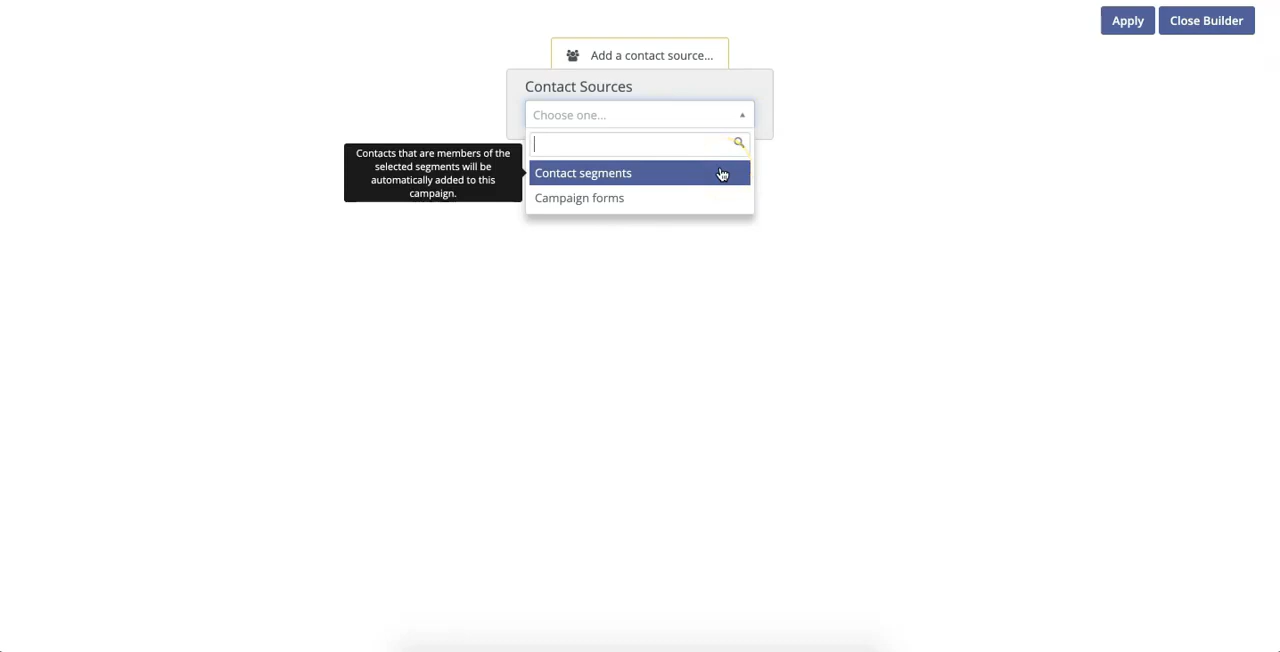 Apply
Close Builder
Add a contact source...
Contact Sources
Choose one...
Contacts that are members of the
selected segments will be
automatically added to this
campaign.
Contact segments
Campaign forms